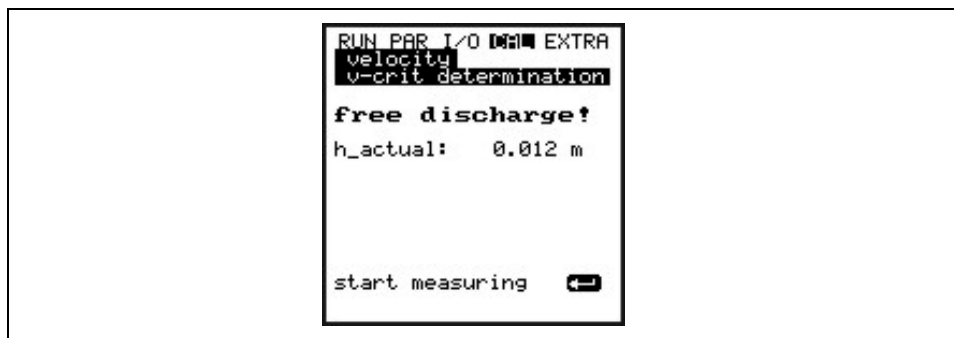 RUN PAR I/O CAL EXTRA
velocity
v-crit determination
free discharge!
h_actual: 0.012 m
start measuring